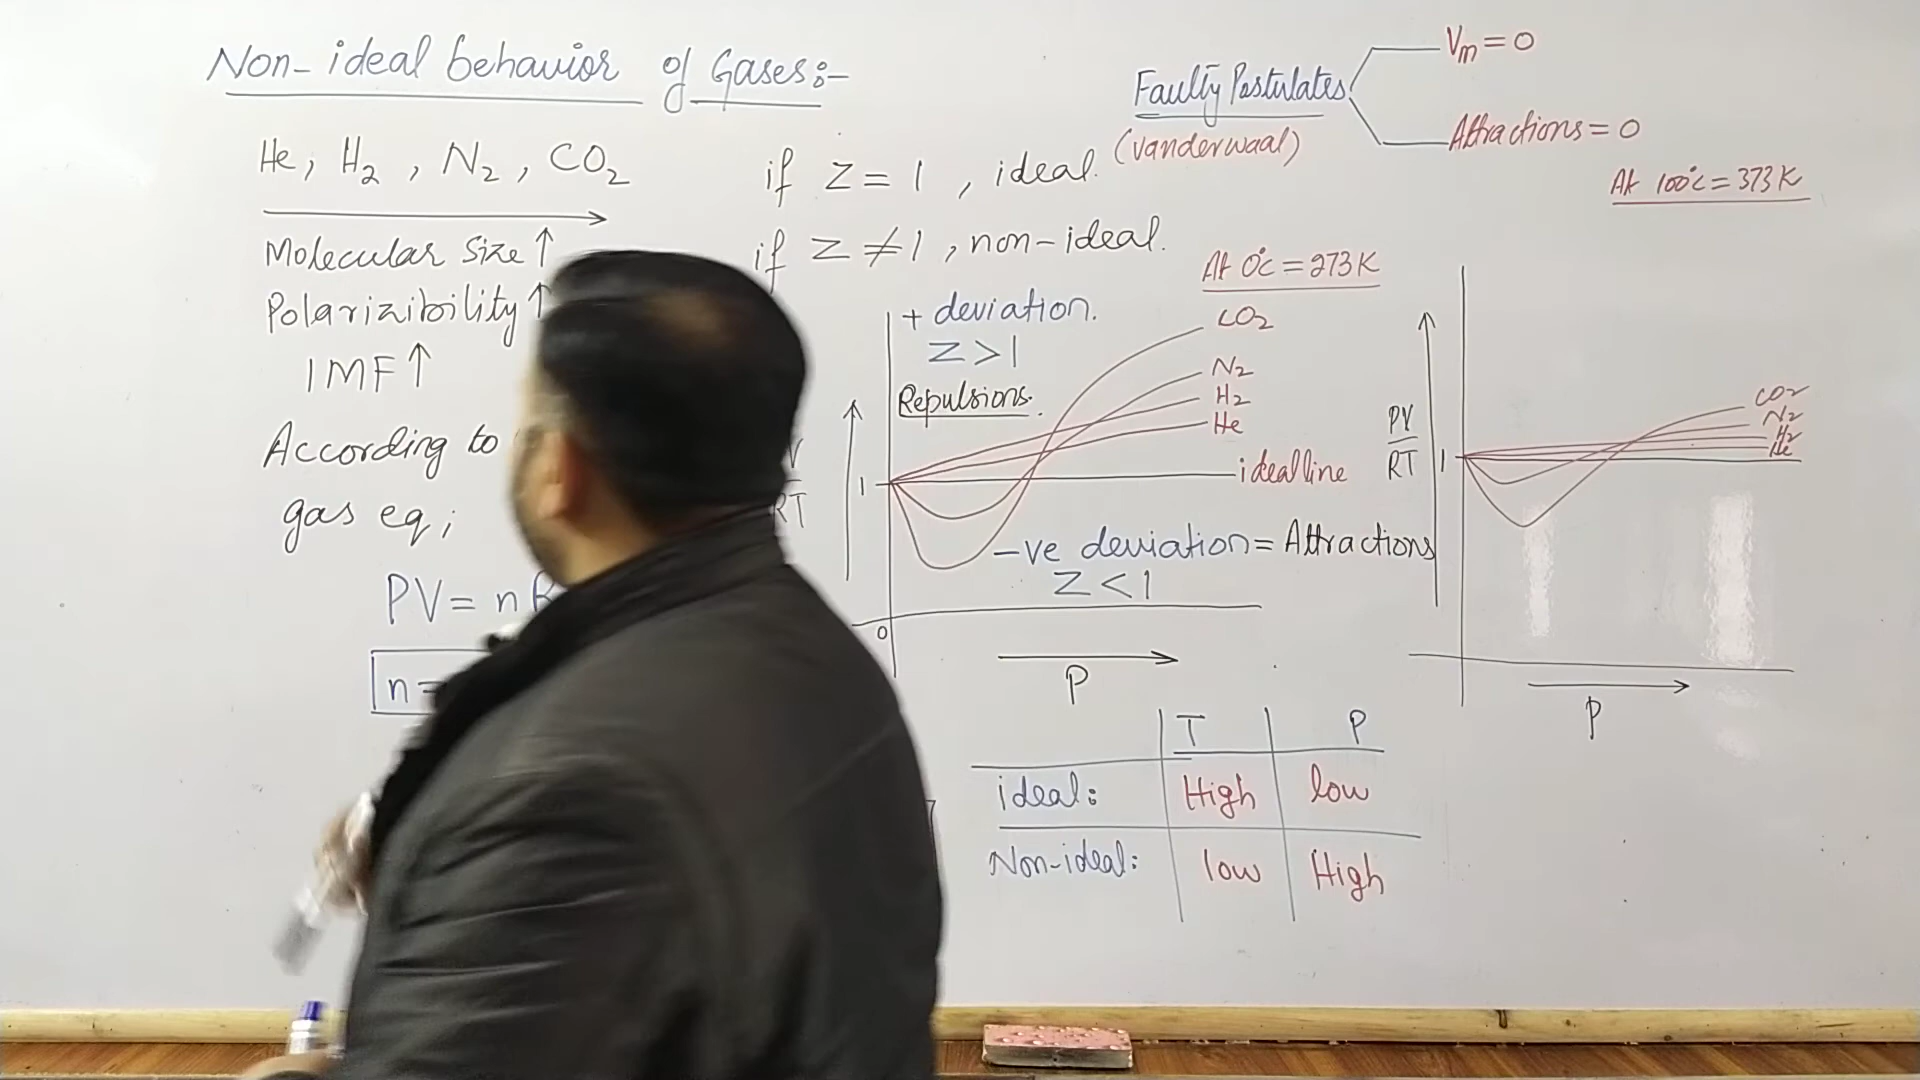 Non-ideal behavior of Gases:-
He, H₂, N₂, CO₂
Molecular Size ↑
Polarizibility ↑
IMF ↑
According to
gas eq;
PV = n
n =
if Z = 1, ideal.
if Z ≠ 1, non-ideal.
Faulty Postulates
(vanderwaal)
Vm = 0
Attractions = 0
At 0°C = 273 K
+ deviation.
Z > 1
Repulsions.
CO₂
N₂
H₂
He
ideal line
1
RT
-ve deviation = Attractions
Z < 1
0
P
At 100°C = 373 K
PV
RT
1
CO₂
N₂
H₂
He
P
T P
ideal: High low
Non-ideal: low High